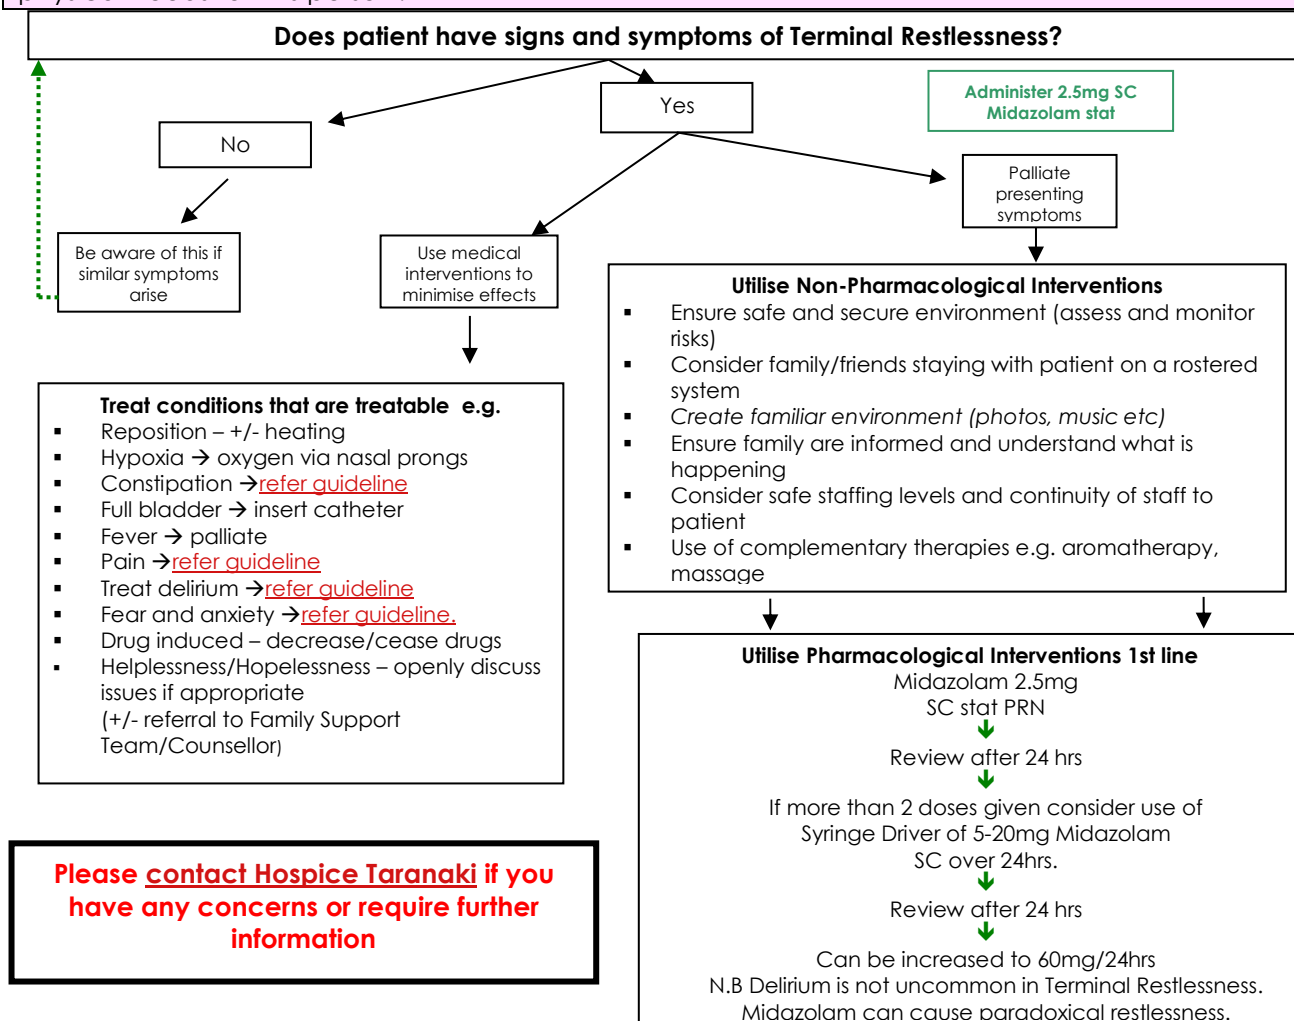 Does patient have signs and symptoms of Terminal Restlessness?
Yes
Administer 2.5mg SC
Midazolam stat
No
Palliate
presenting
symptoms
Be aware of this if
similar symptoms
arise
Use medical
interventions to
minimise effects
Utilise Non-Pharmacological Interventions
▪ Ensure safe and secure environment (assess and monitor
risks)
▪ Consider family/friends staying with patient on a rostered
system
▪ Create familiar environment (photos, music etc)
▪ Ensure family are informed and understand what is
happening
▪ Consider safe staffing levels and continuity of staff to
patient
▪ Use of complementary therapies e.g. aromatherapy,
massage
Treat conditions that are treatable e.g.
▪ Reposition – +/- heating
▪ Hypoxia → oxygen via nasal prongs
▪ Constipation →refer guideline
▪ Full bladder → insert catheter
▪ Fever → palliate
▪ Pain →refer guideline
▪ Treat delirium →refer guideline
▪ Fear and anxiety →refer guideline.
▪ Drug induced – decrease/cease drugs
▪ Helplessness/Hopelessness – openly discuss
issues if appropriate
(+/- referral to Family Support
Team/Counsellor)
Utilise Pharmacological Interventions 1st line
Midazolam 2.5mg
SC stat PRN
Review after 24 hrs
If more than 2 doses given consider use of
Syringe Driver of 5-20mg Midazolam
SC over 24hrs.
Review after 24 hrs
Can be increased to 60mg/24hrs
N.B Delirium is not uncommon in Terminal Restlessness.
Midazolam can cause paradoxical restlessness.
Please contact Hospice Taranaki if you
have any concerns or require further
information